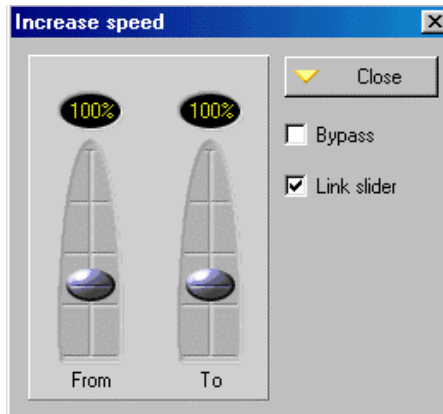 Increase speed
100%
100%
From
To
Close
Bypass
Link slider